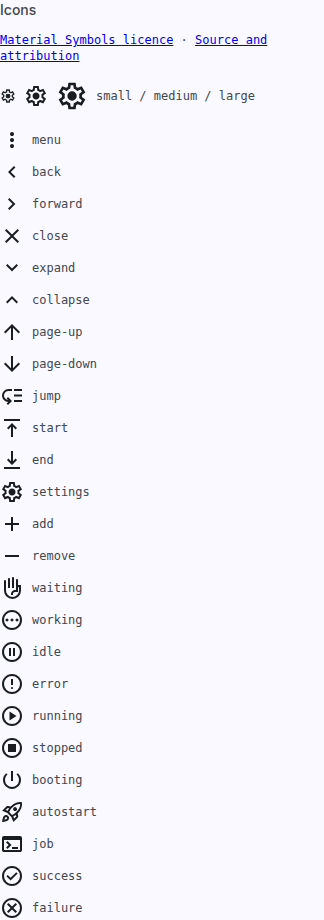 Icons
Material Symbols licence · Source and
attribution
small / medium / large
menu
back
forward
close
expand
collapse
page-up
page-down
jump
start
end
settings
add
remove
waiting
working
idle
error
running
stopped
booting
autostart
job
success
failure